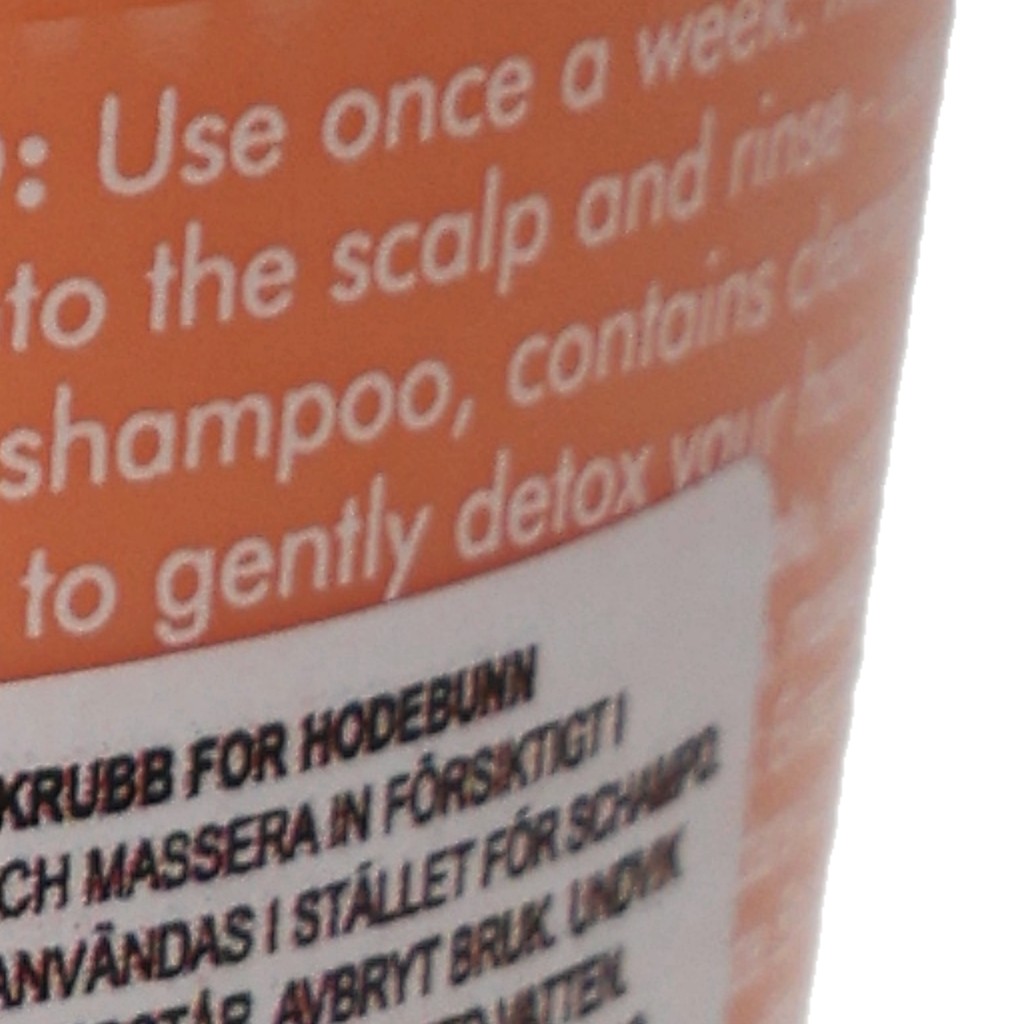 : Use once a week.
to the scalp and rinse
shampoo, contains
to gently detox your
KRUBB FOR HODEBUNN
CH MASSERA IN FÖRSIKTIGT I
ANVÄNDAS I STÄLLET FÖR SCHAMPO.
AVBRYT BRUK. UNDVIK
VATTEN.